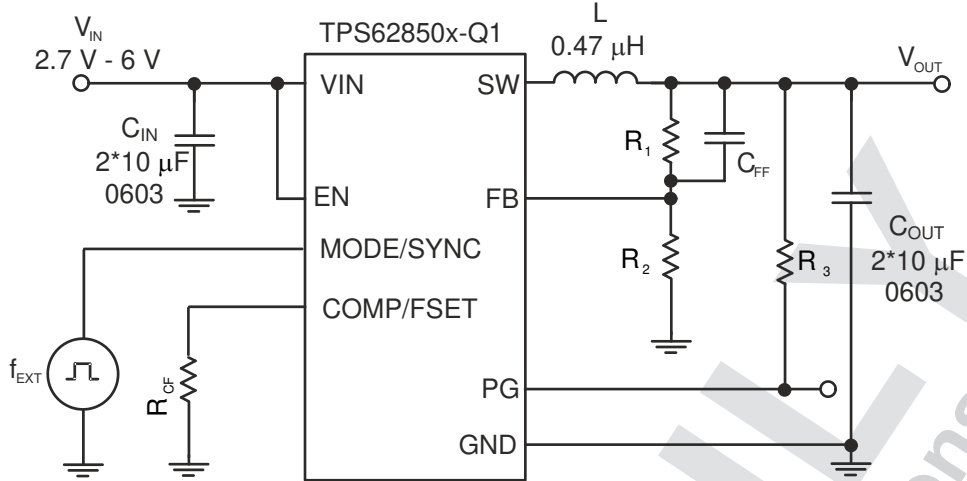 V_IN
2.7 V - 6 V
TPS62850x-Q1
L
0.47 μH
V_OUT
VIN
SW
C_IN
2*10 μF
0603
R_1
C_FF
EN
FB
MODE/SYNC
R_2
R_3
C_OUT
2*10 μF
0603
COMP/FSET
f_EXT
R_CF
PG
GND